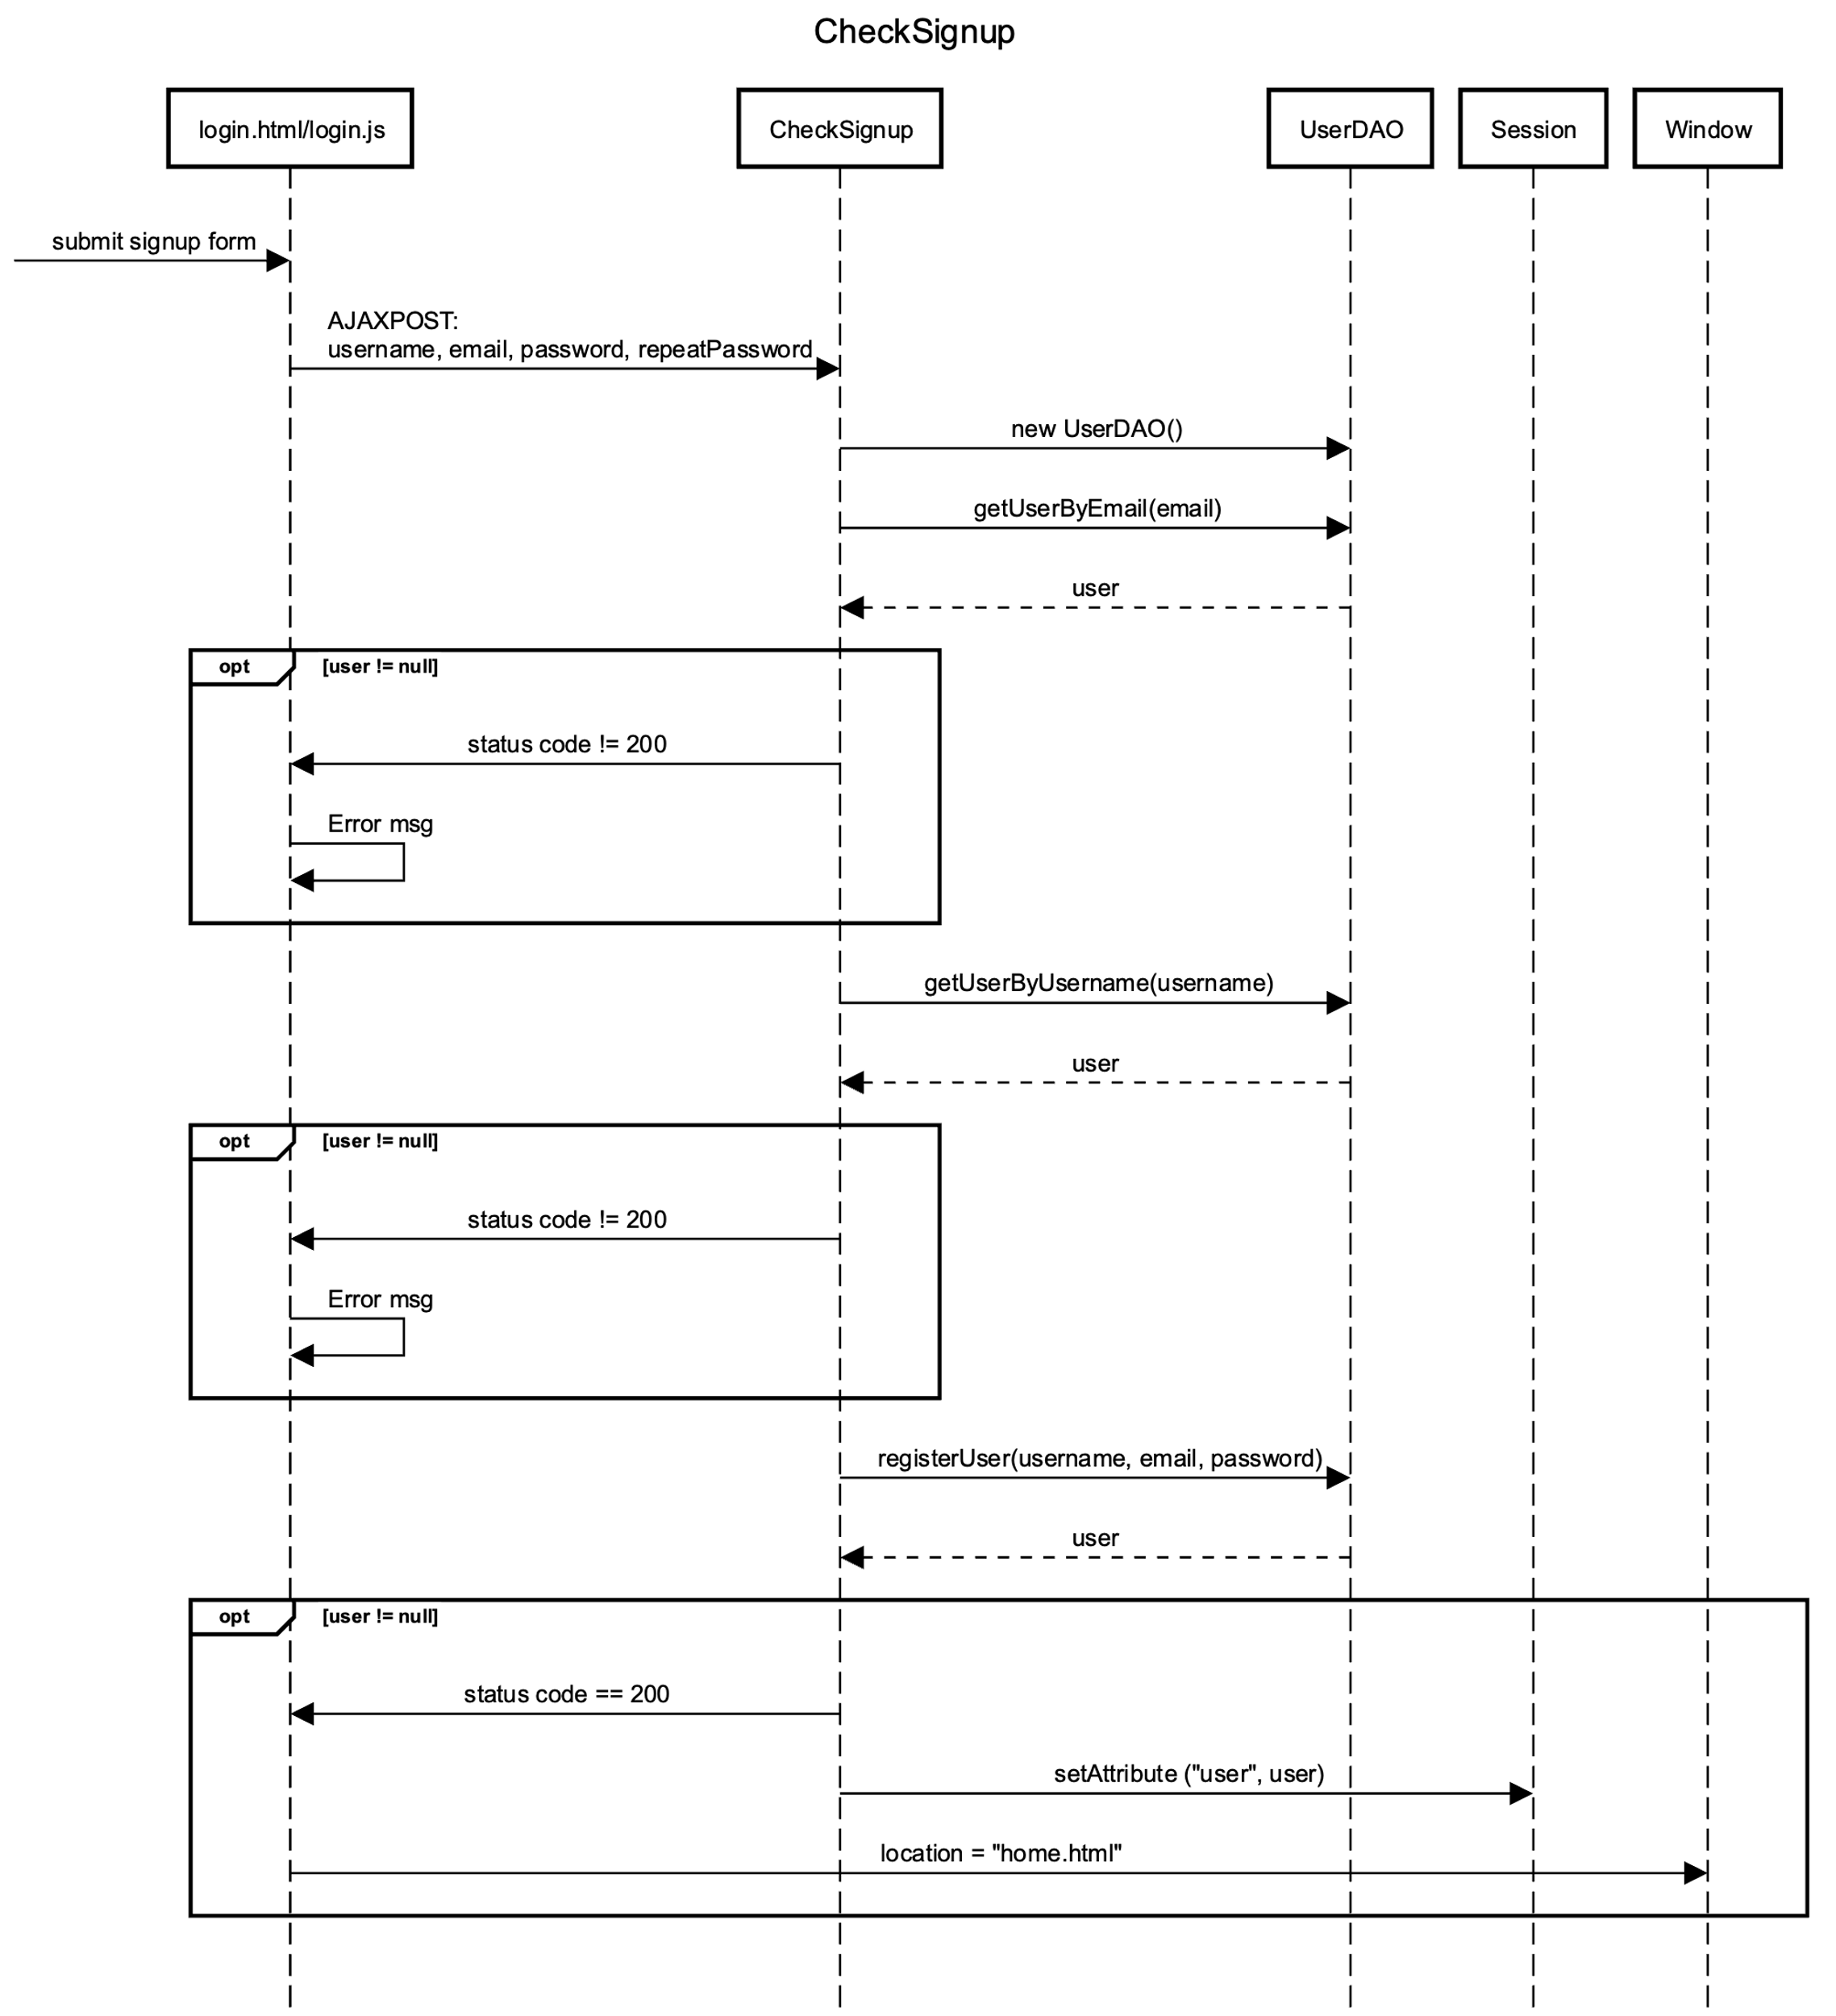 CheckSignup
login.html/login.js
CheckSignup
UserDAO
Session
Window
submit signup form
AJAXPOST:
username, email, password, repeatPassword
new UserDAO()
getUserByEmail(email)
user
opt
[user != null]
status code != 200
Error msg
getUserByUsername(username)
user
opt
[user != null]
status code != 200
Error msg
registerUser(username, email, password)
user
opt
[user != null]
status code == 200
setAttribute ("user", user)
location = "home.html"